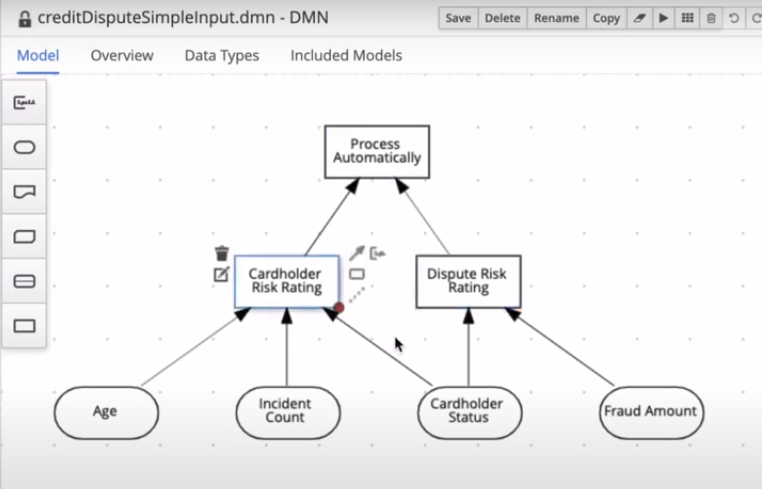 creditDisputeSimpleInput.dmn - DMN
Save Delete Rename Copy
Model Overview Data Types Included Models
Process
Automatically
Cardholder
Risk Rating
Dispute Risk
Rating
Age
Incident
Count
Cardholder
Status
Fraud Amount